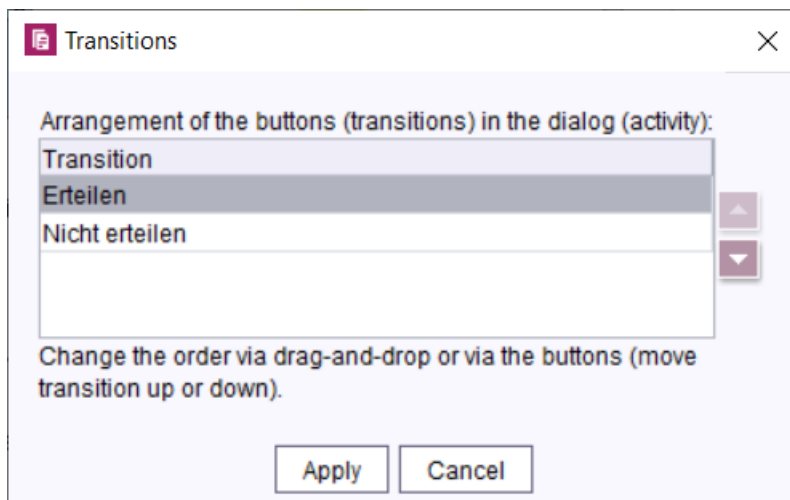 Transitions
Arrangement of the buttons (transitions) in the dialog (activity):
Transition
Erteilen
Nicht erteilen
Change the order via drag-and-drop or via the buttons (move
transition up or down).
Apply Cancel